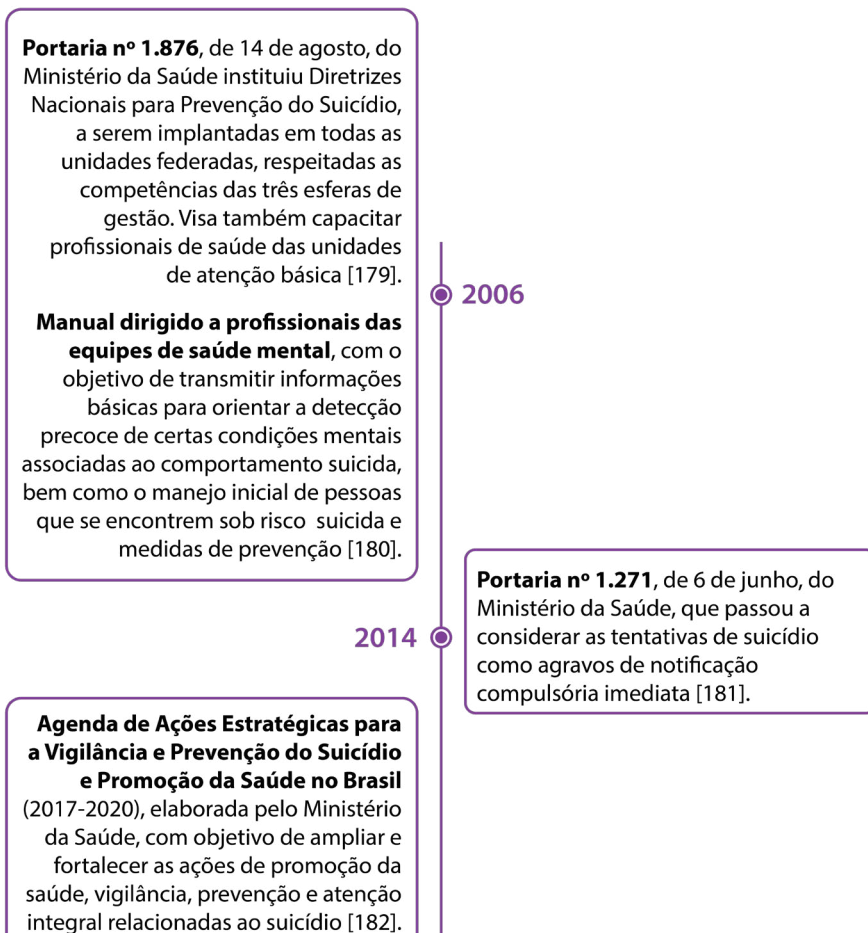 Portaria nº 1.876, de 14 de agosto, do
Ministério da Saúde instituiu Diretrizes
Nacionais para Prevenção do Suicídio,
a serem implantadas em todas as
unidades federadas, respeitadas as
competências das três esferas de
gestão. Visa também capacitar
profissionais de saúde das unidades
de atenção básica [179].
Manual dirigido a profissionais das
equipes de saúde mental, com o
objetivo de transmitir informações
básicas para orientar a detecção
precoce de certas condições mentais
associadas ao comportamento suicida,
bem como o manejo inicial de pessoas
que se encontrem sob risco suicida e
medidas de prevenção [180].
2006
2014
Portaria nº 1.271, de 6 de junho, do
Ministério da Saúde, que passou a
considerar as tentativas de suicídio
como agravos de notificação
compulsória imediata [181].
Agenda de Ações Estratégicas para
a Vigilância e Prevenção do Suicídio
e Promoção da Saúde no Brasil
(2017-2020), elaborada pelo Ministério
da Saúde, com objetivo de ampliar e
fortalecer as ações de promoção da
saúde, vigilância, prevenção e atenção
integral relacionadas ao suicídio [182].